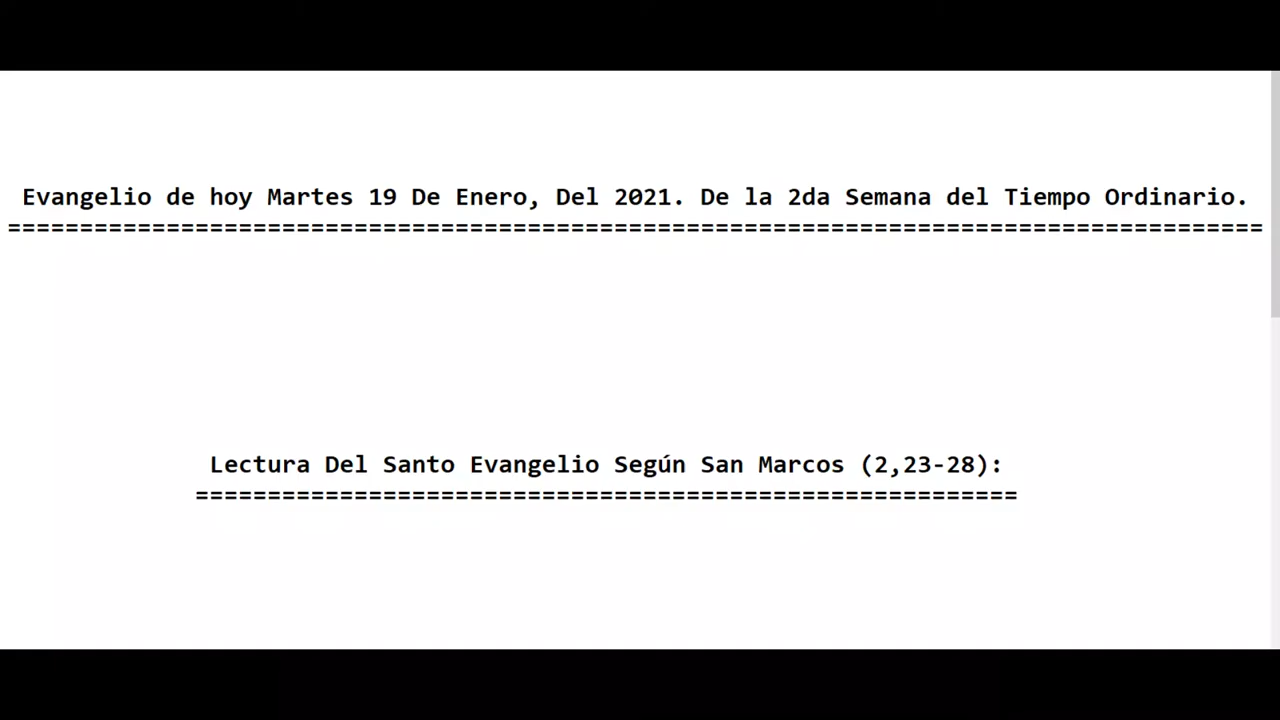 Evangelio de hoy Martes 19 De Enero, Del 2021. De la 2da Semana del Tiempo Ordinario.
=======================================================================================
Lectura Del Santo Evangelio Según San Marcos (2,23-28):
=========================================================